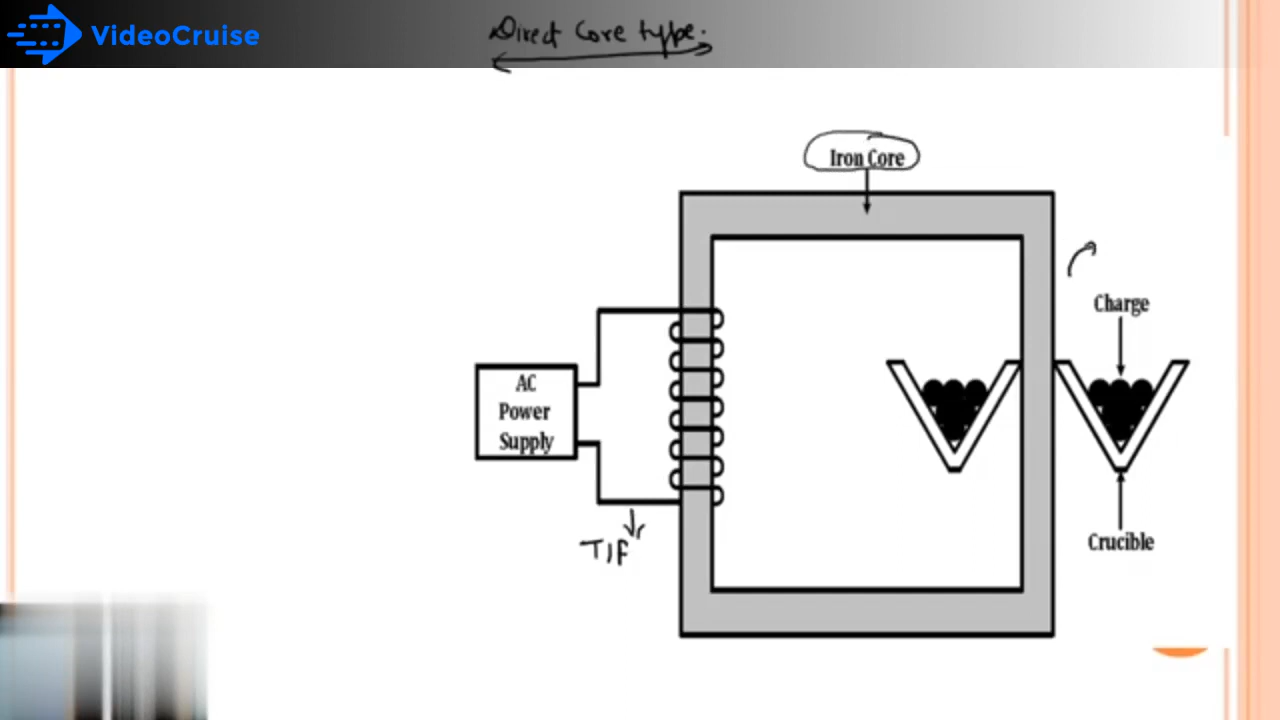 VideoCruise
Direct Core type.
Iron Core
Charge
AC
Power
Supply
T/F
Crucible